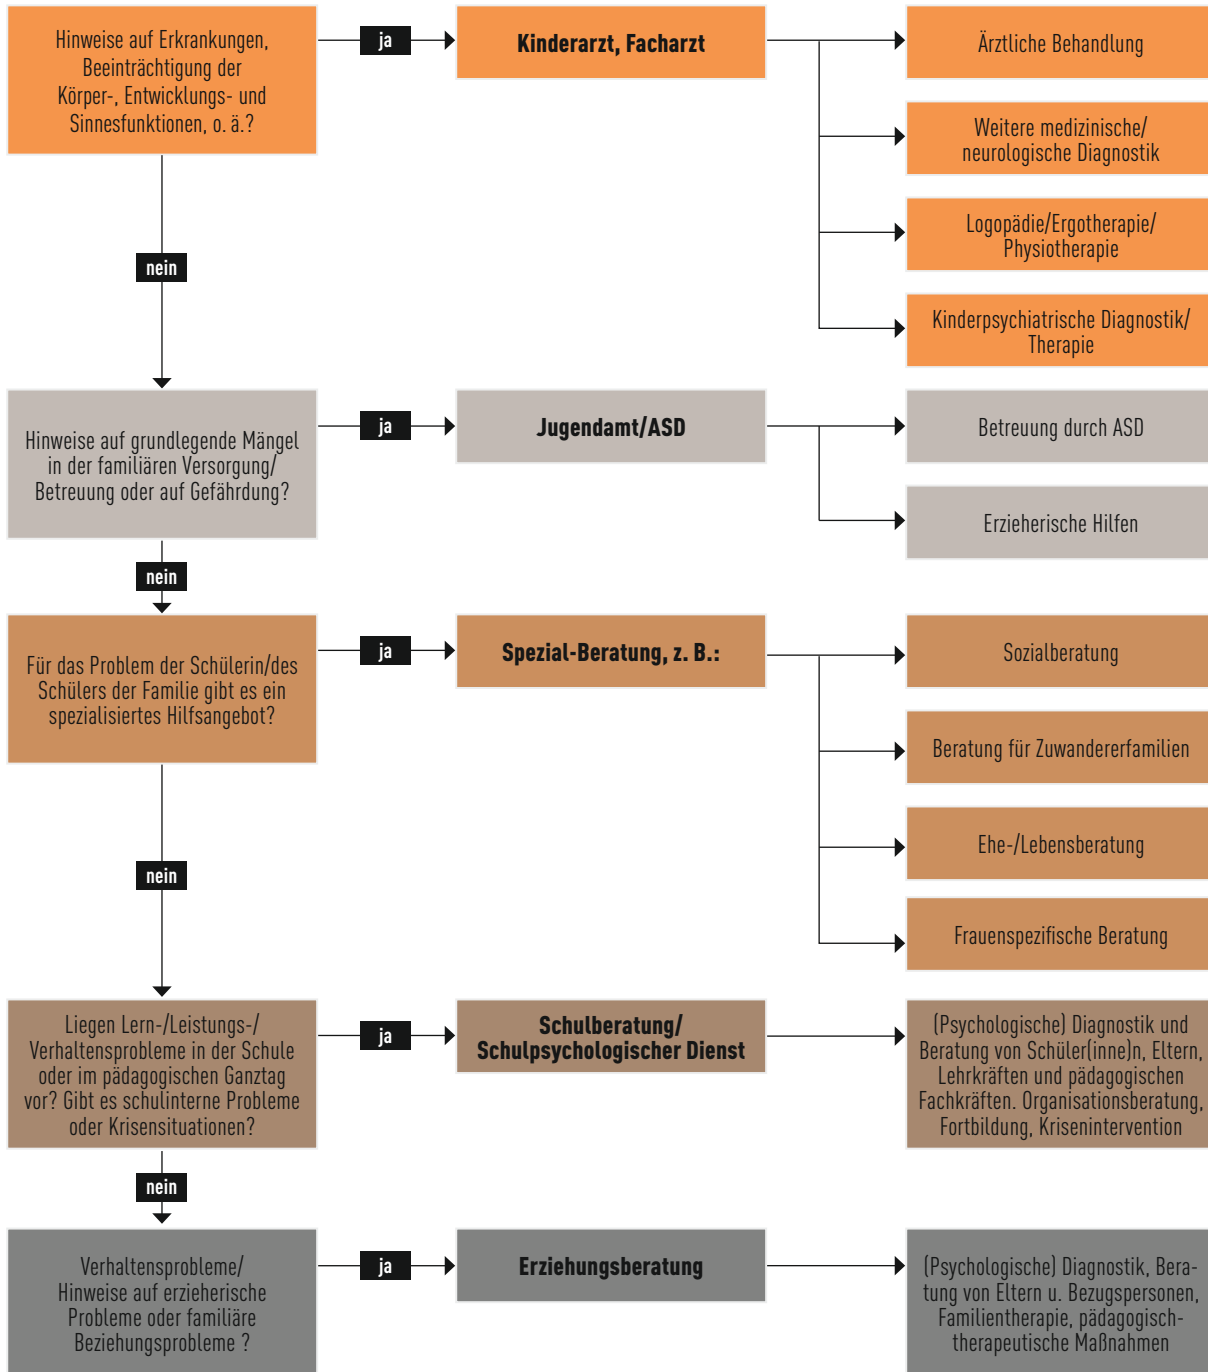 Hinweise auf Erkrankungen,
Beeinträchtigung der
Körper-, Entwicklungs- und
Sinnesfunktionen, o. ä.?
ja
Kinderarzt, Facharzt
Ärztliche Behandlung
Weitere medizinische/
neurologische Diagnostik
Logopädie/Ergotherapie/
Physiotherapie
Kinderpsychiatrische Diagnostik/
Therapie
nein
Hinweise auf grundlegende Mängel
in der familiären Versorgung/
Betreuung oder auf Gefährdung?
ja
Jugendamt/ASD
Betreuung durch ASD
Erzieherische Hilfen
nein
Für das Problem der Schülerin/des
Schülers der Familie gibt es ein
spezialisiertes Hilfsangebot?
ja
Spezial-Beratung, z. B.:
Sozialberatung
Beratung für Zuwandererfamilien
Ehe-/Lebensberatung
Frauenspezifische Beratung
nein
Liegen Lern-/Leistungs-/
Verhaltensprobleme in der Schule
oder im pädagogischen Ganztag
vor? Gibt es schulinterne Probleme
oder Krisensituationen?
ja
Schulberatung/
Schulpsychologischer Dienst
(Psychologische) Diagnostik und
Beratung von Schüler(inne)n, Eltern,
Lehrkräften und pädagogischen
Fachkräften. Organisationsberatung,
Fortbildung, Krisenintervention
nein
Verhaltensprobleme/
Hinweise auf erzieherische
Probleme oder familiäre
Beziehungsprobleme ?
ja
Erziehungsberatung
(Psychologische) Diagnostik, Bera-
tung von Eltern u. Bezugspersonen,
Familientherapie, pädagogisch-
therapeutische Maßnahmen